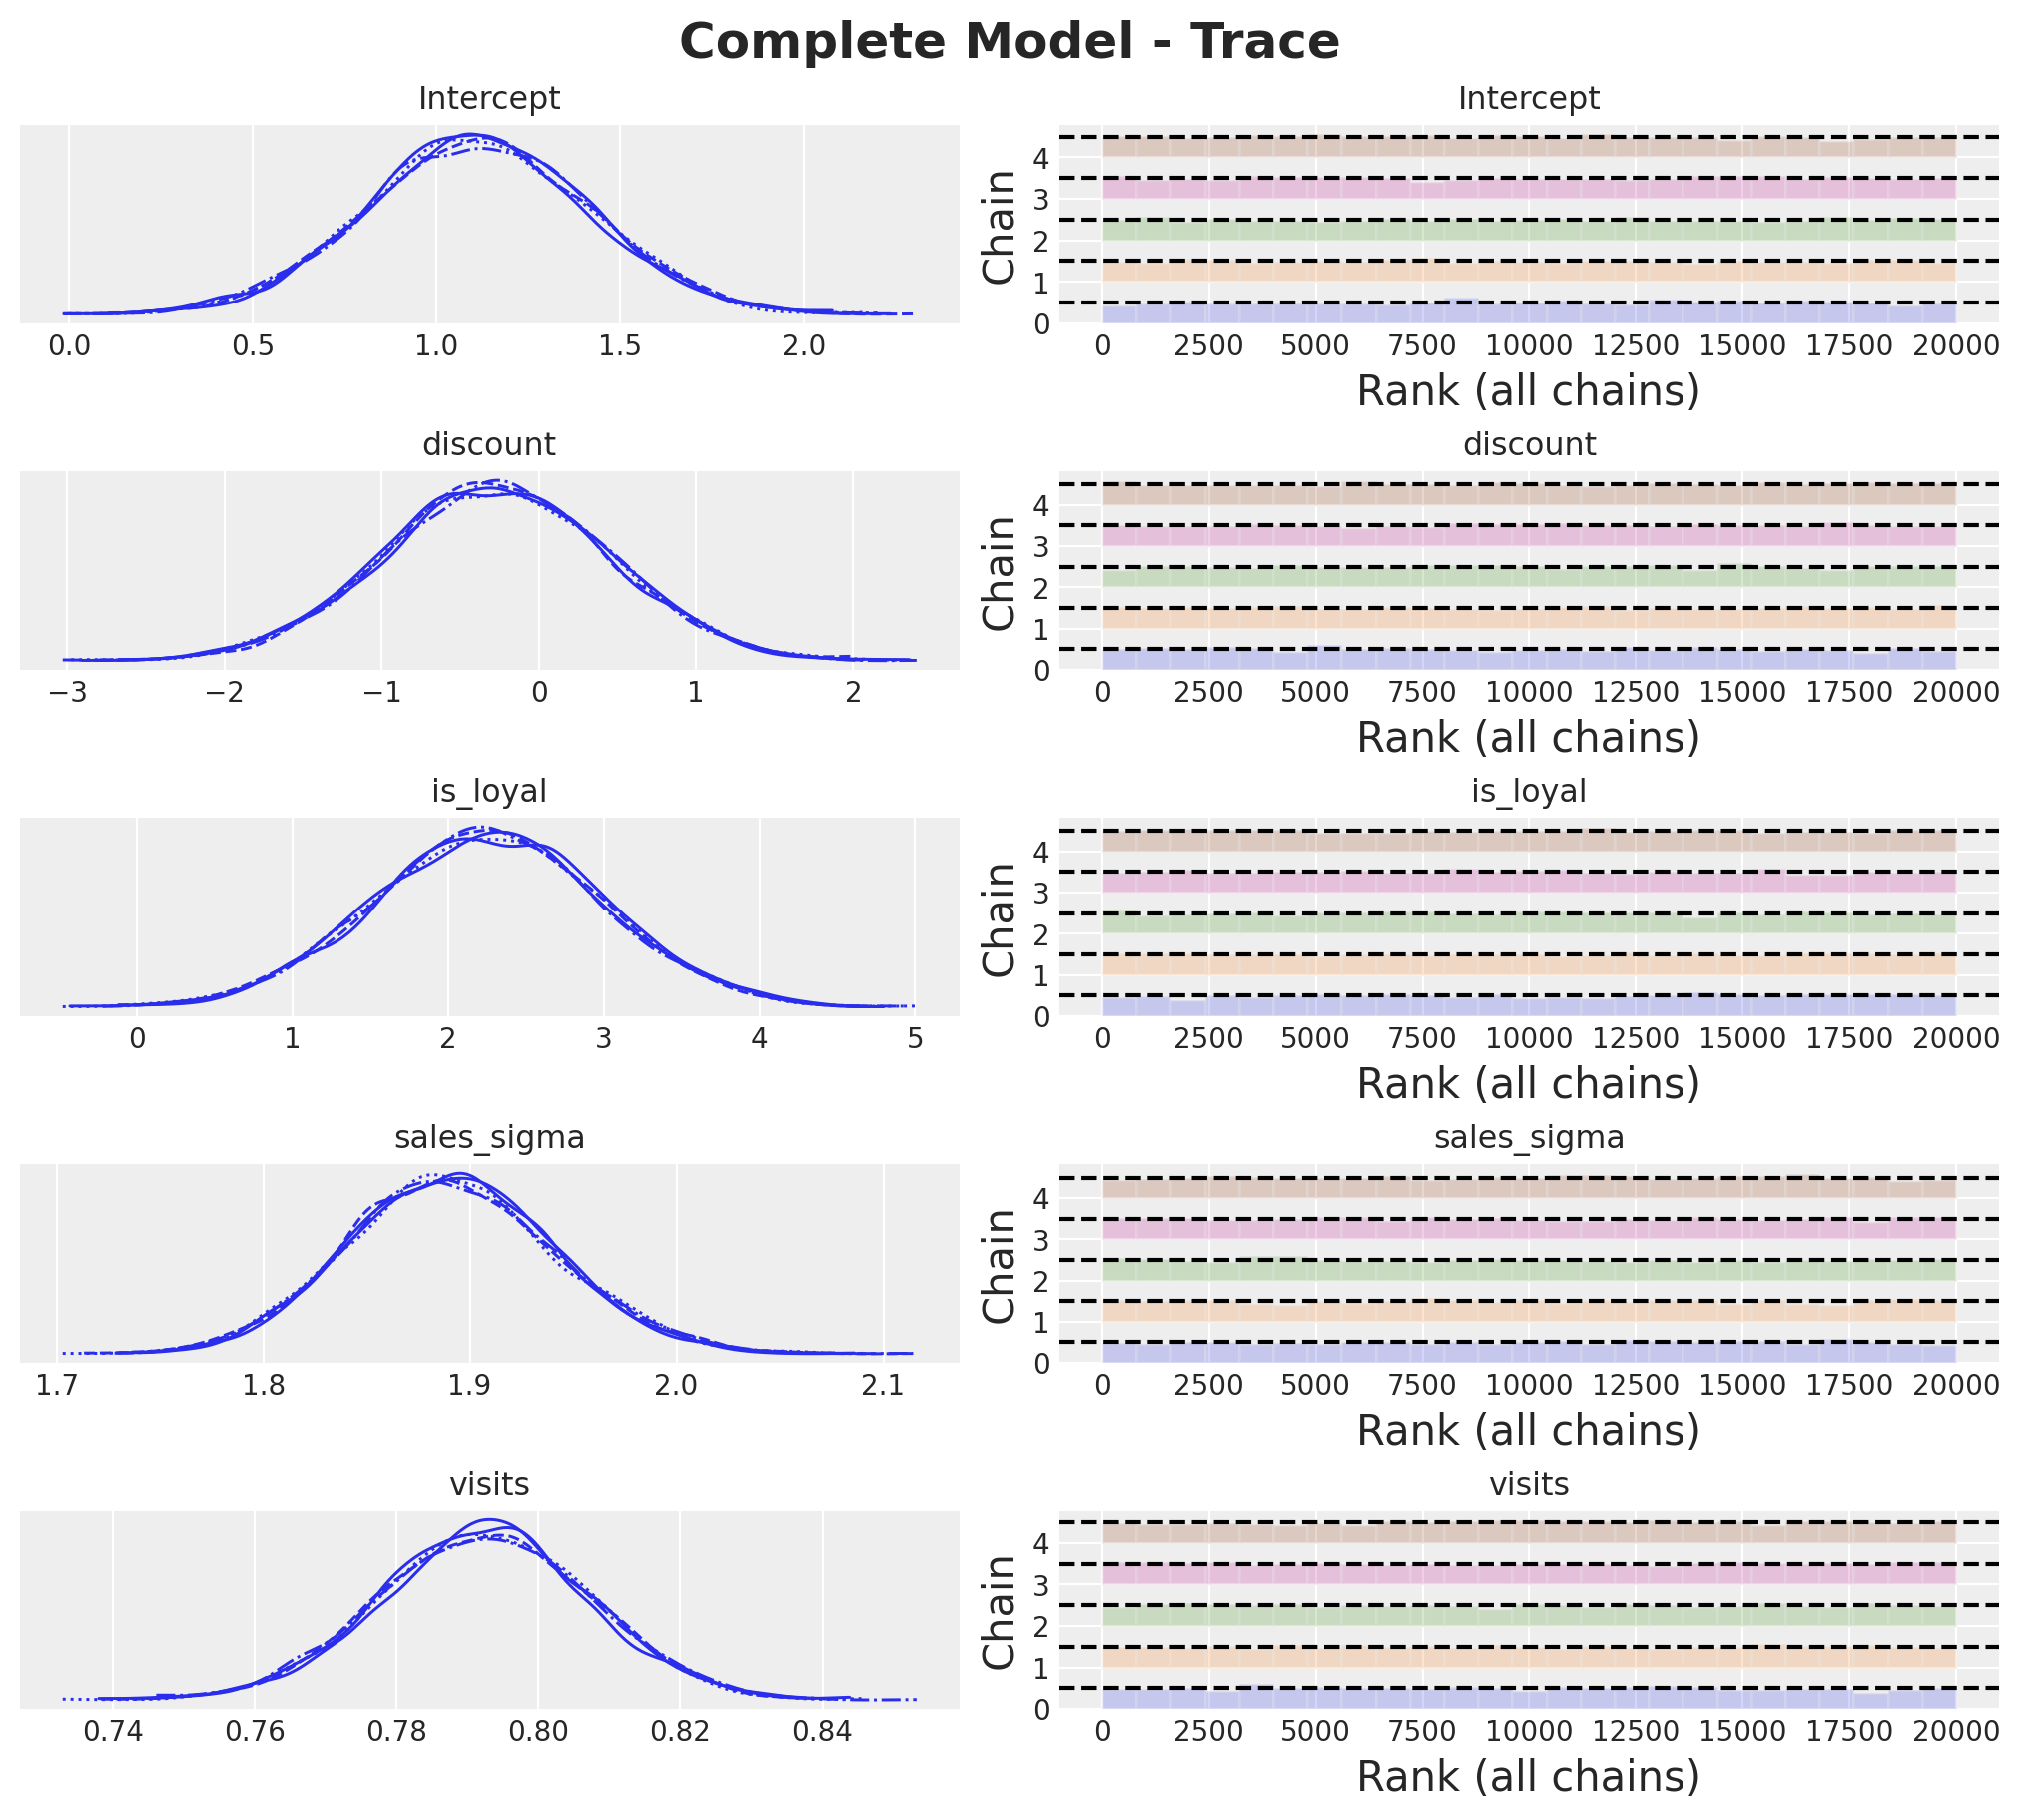 Complete Model - Trace
Intercept
Intercept
0.0 0.5 1.0 1.5 2.0
Chain
4
3
2
1
0
0 2500 5000 7500 10000 12500 15000 17500 20000
Rank (all chains)
discount
discount
−3 −2 −1 0 1 2
Chain
4
3
2
1
0
0 2500 5000 7500 10000 12500 15000 17500 20000
Rank (all chains)
is_loyal
is_loyal
0 1 2 3 4 5
Chain
4
3
2
1
0
0 2500 5000 7500 10000 12500 15000 17500 20000
Rank (all chains)
sales_sigma
sales_sigma
1.7 1.8 1.9 2.0 2.1
Chain
4
3
2
1
0
0 2500 5000 7500 10000 12500 15000 17500 20000
Rank (all chains)
visits
visits
0.74 0.76 0.78 0.80 0.82 0.84
Chain
4
3
2
1
0
0 2500 5000 7500 10000 12500 15000 17500 20000
Rank (all chains)